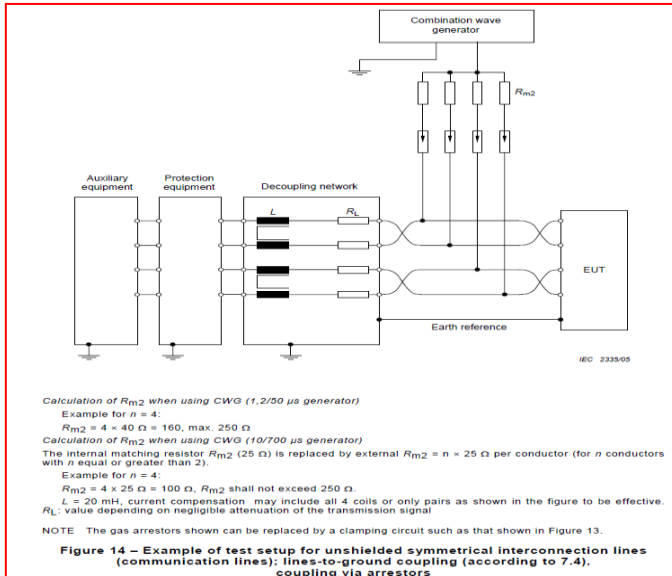 Combination wave
generator
Rm2
Auxiliary
equipment
Protection
equipment
Decoupling network
L
RL
EUT
Earth reference
IEC 2335/05
Calculation of Rm2 when using CWG (1,2/50 µs generator)
Example for n = 4:
Rm2 = 4 × 40 Ω = 160, max. 250 Ω
Calculation of Rm2 when using CWG (10/700 µs generator)
The internal matching resistor Rm2 (25 Ω) is replaced by external Rm2 = n × 25 Ω per conductor (for n conductors
with n equal or greater than 2).
Example for n = 4:
Rm2 = 4 x 25 Ω = 100 Ω, Rm2 shall not exceed 250 Ω.
L = 20 mH, current compensation may include all 4 coils or only pairs as shown in the figure to be effective.
RL: value depending on negligible attenuation of the transmission signal
NOTE The gas arrestors shown can be replaced by a clamping circuit such as that shown in Figure 13.
Figure 14 – Example of test setup for unshielded symmetrical interconnection lines
(communication lines); lines-to-ground coupling (according to 7.4),
coupling via arrestors